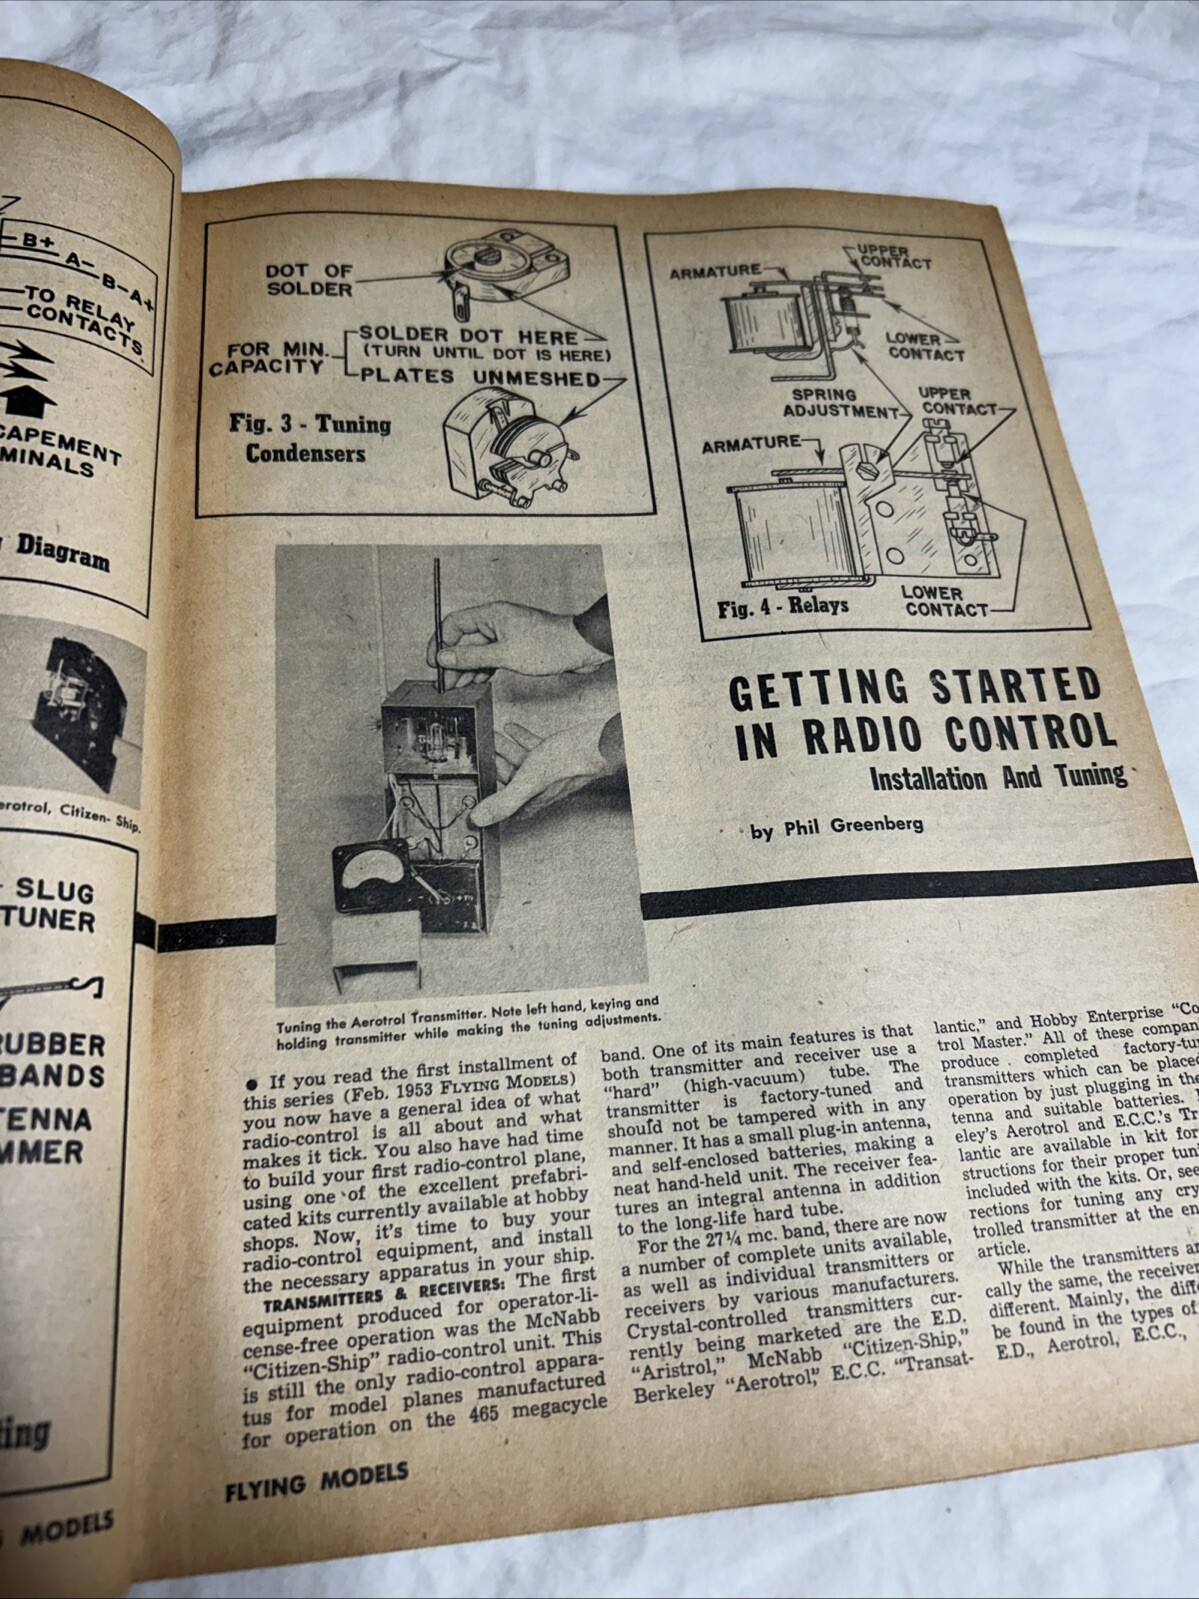 B+
A-
B-A+
TO RELAY
CONTACTS
Diagram
Citizen- Ship.
SLUG
TUNER
BANDS
MODELS
DOT OF
SOLDER
FOR MIN.
CAPACITY
SOLDER DOT HERE
(TURN UNTIL DOT IS HERE)
PLATES UNMESHED
Fig. 3 - Tuning
Condensers
ARMATURE
UPPER
CONTACT
LOWER
CONTACT
SPRING
ADJUSTMENT
UPPER
CONTACT
ARMATURE
LOWER
CONTACT
Fig. 4 - Relays
GETTING STARTED
IN RADIO CONTROL
Installation And Tuning
by Phil Greenberg
Tuning the Aerotrol Transmitter. Note left hand, keying and
holding transmitter while making the tuning adjustments.
● If you read the first installment of
this series (Feb. 1953 FLYING MODELS)
you now have a general idea of what
radio-control is all about and what
makes it tick. You also have had time
to build your first radio-control plane,
using one of the excellent prefabri-
cated kits currently available at hobby
shops. Now, it's time to buy your
radio-control equipment, and install
the necessary apparatus in your ship.
TRANSMITTERS & RECEIVERS: The first
equipment produced for operator-li-
cense-free operation was the McNabb
"Citizen-Ship" radio-control unit. This
is still the only radio-control appara-
tus for model planes manufactured
for operation on the 465 megacycle
band. One of its main features is that
both transmitter and receiver use a
"hard" (high-vacuum) tube. The
transmitter is factory-tuned and
should not be tampered with in any
manner. It has a small plug-in antenna,
and self-enclosed batteries, making a
neat hand-held unit. The receiver fea-
tures an integral antenna in addition
to the long-life hard tube.
For the 27¼ mc. band, there are now
a number of complete units available,
as well as individual transmitters or
receivers by various manufacturers.
Crystal-controlled transmitters cur-
rently being marketed are the E.D.
"Aristrol," McNabb "Citizen-Ship,"
Berkeley "Aerotrol," E.C.C. "Transat-
lantic," and Hobby Enterprise "Co
trol Master." All of these compan
produce completed factory-tu
transmitters which can be placed
operation by just plugging in the
tenna and suitable batteries.
eley's Aerotrol and E.C.C.'s Tr
lantic are available in kit for
structions for their proper tun
included with the kits. Or, see
rections for tuning any cry
trolled transmitter at the en
article.
While the transmitters a
cally the same, the receiver
different. Mainly, the diff
be found in the types of
E.D., Aerotrol, E.C.C.,
FLYING MODELS